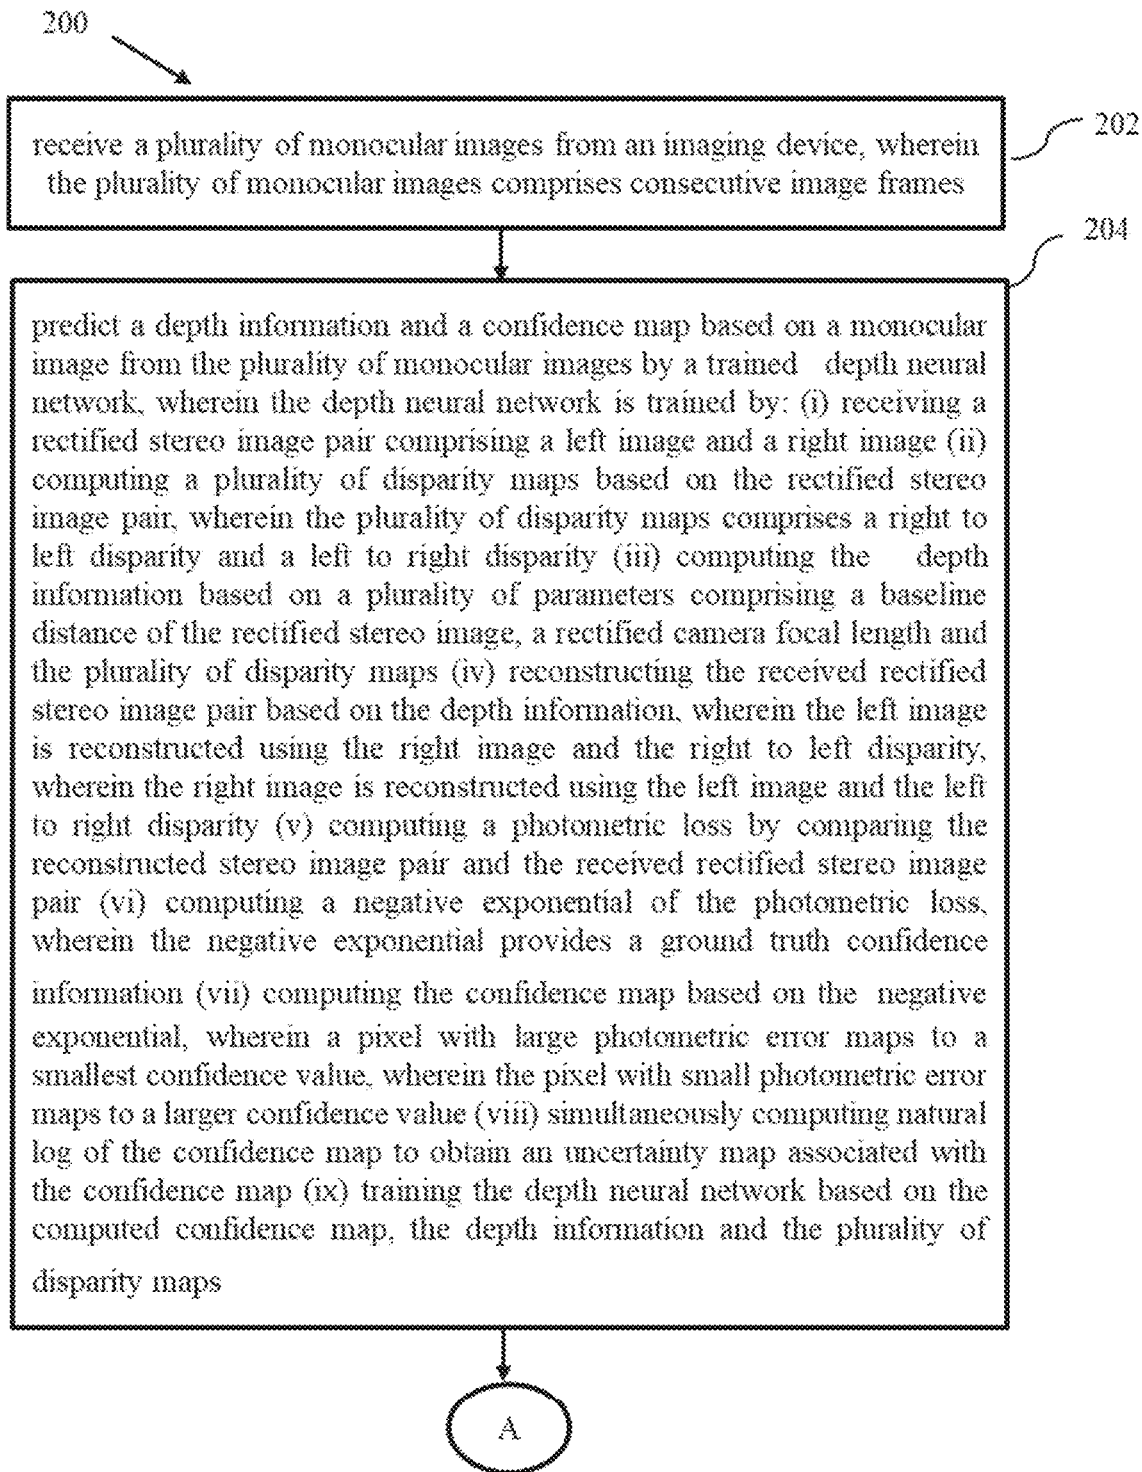 200
receive a plurality of monocular images from an imaging device, wherein
the plurality of monocular images comprises consecutive image frames
202
204
predict a depth information and a confidence map based on a monocular
image from the plurality of monocular images by a trained depth neural
network, wherein the depth neural network is trained by: (i) receiving a
rectified stereo image pair comprising a left image and a right image (ii)
computing a plurality of disparity maps based on the rectified stereo
image pair, wherein the plurality of disparity maps comprises a right to
left disparity and a left to right disparity (iii) computing the depth
information based on a plurality of parameters comprising a baseline
distance of the rectified stereo image, a rectified camera focal length and
the plurality of disparity maps (iv) reconstructing the received rectified
stereo image pair based on the depth information, wherein the left image
is reconstructed using the right image and the right to left disparity,
wherein the right image is reconstructed using the left image and the left
to right disparity (v) computing a photometric loss by comparing the
reconstructed stereo image pair and the received rectified stereo image
pair (vi) computing a negative exponential of the photometric loss,
wherein the negative exponential provides a ground truth confidence
information (vii) computing the confidence map based on the negative
exponential, wherein a pixel with large photometric error maps to a
smallest confidence value, wherein the pixel with small photometric error
maps to a larger confidence value (viii) simultaneously computing natural
log of the confidence map to obtain an uncertainty map associated with
the confidence map (ix) training the depth neural network based on the
computed confidence map, the depth information and the plurality of
disparity maps
A